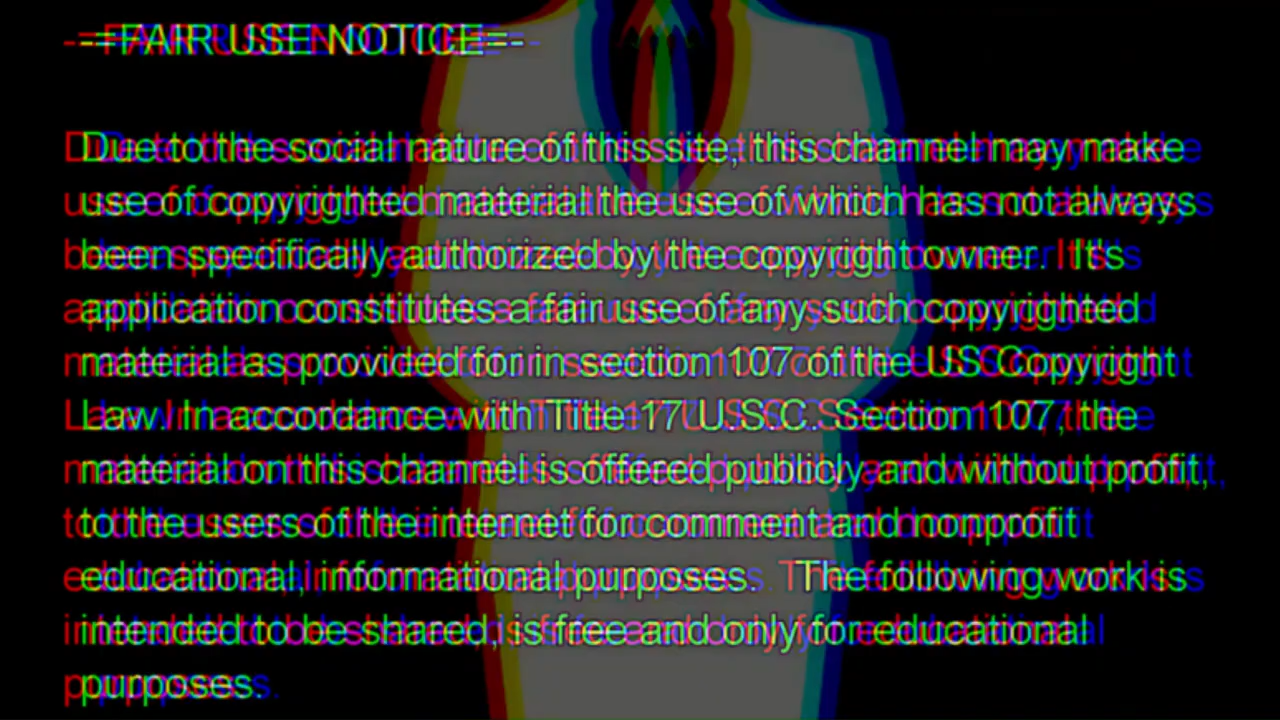 -=FAIR USE NOTICE=-
Due to the social nature of this site, this channel may make
use of copyrighted material the use of which has not always
been specifically authorized by the copyright owner. It's
application constitutes a fair use of any such copyrighted
material as provided for in section 107 of the US Copyright
Law. In accordance with Title 17 U.S.C. Section 107, the
material on this channel is offered publicly and without profit,
to the users of the internet for comment and nonprofit
educational, informational purposes. The following work is
intended to be shared, is free and only for educational
purposes.